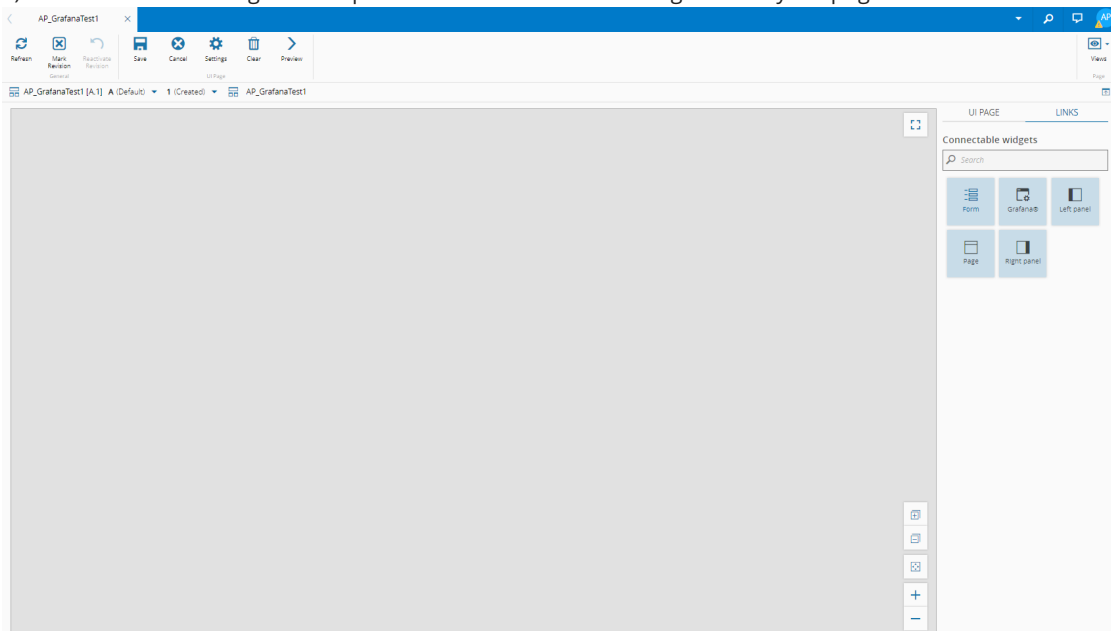 AP_GrafanaTest1
AP
Refresh
Mark Revision
Reactivate Revision
Save
Cancel
Settings
Clear
Preview
Views
General
UI Page
Page
AP_GrafanaTest1 [A.1] A (Default) 1 (Created) AP_GrafanaTest1
UI PAGE LINKS
Connectable widgets
Search
Form Grafana® Left panel
Page Right panel